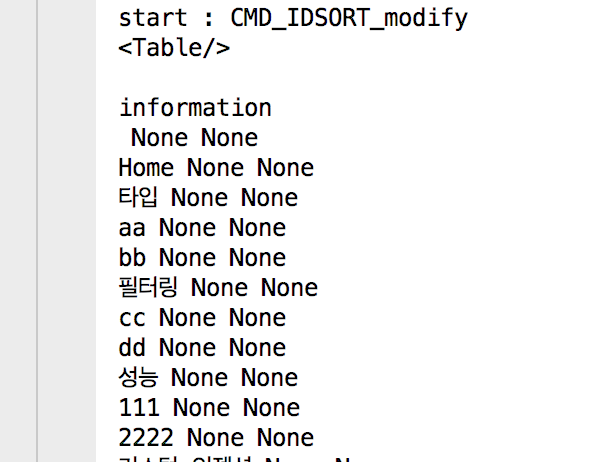 start : CMD_IDSORT_modify
<Table/>
information
None None
Home None None
타입 None None
aa None None
bb None None
필터링 None None
cc None None
dd None None
성능 None None
111 None None
2222 None None